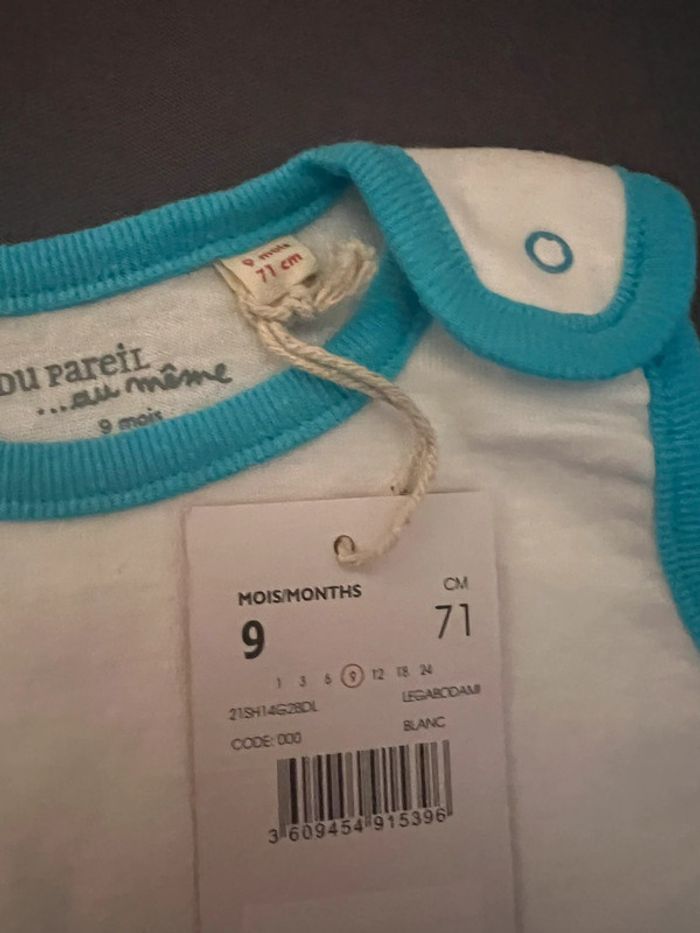 9 mois
71 cm
DU PAREIL
...au même
9 mois
MOIS/MONTHS
CM
9
71
1 3 6 9 12 18 24
21SH14G28DL
LEGABODAMI
CODE: 000
BLANC
3 609454 915396